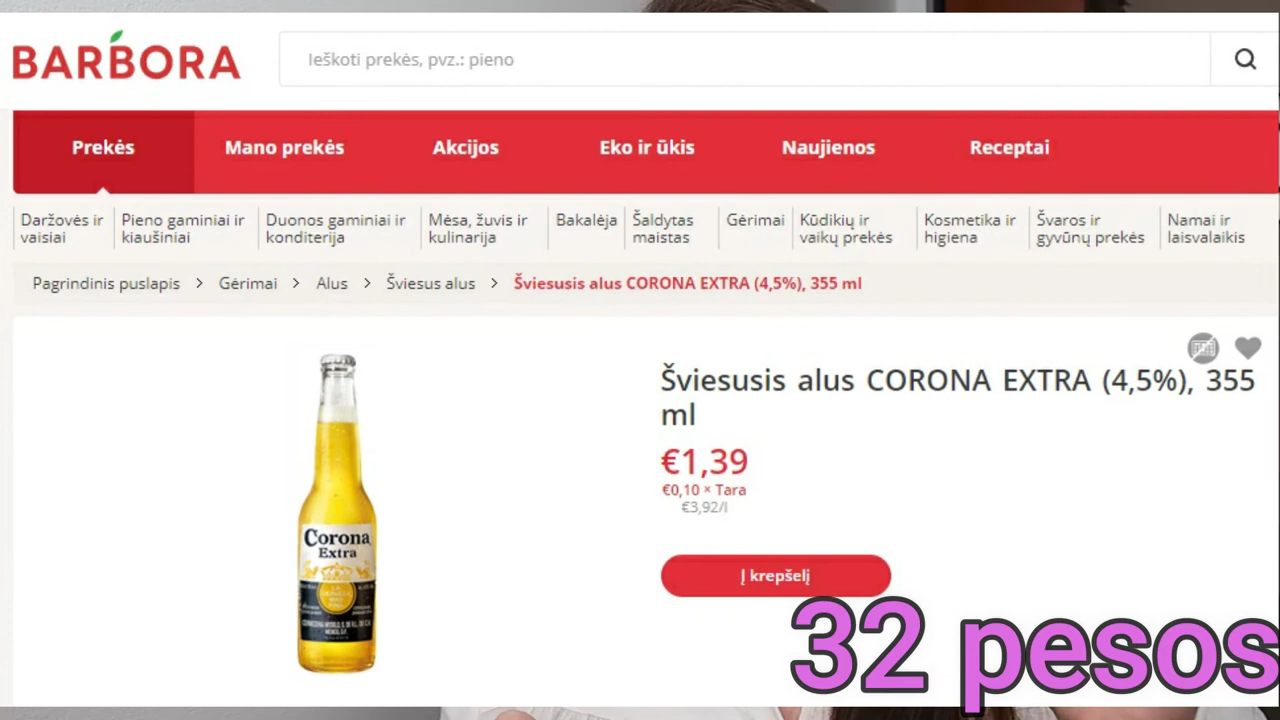 BARBORA
Ieškoti prekės, pvz.: pieno
Prekės Mano prekės Akcijos Eko ir ūkis Naujienos Receptai
Daržovės ir vaisiai
Pieno gaminiai ir kiaušiniai
Duonos gaminiai ir konditerija
Mėsa, žuvis ir kulinarija
Bakalėja
Šaldytas maistas
Gėrimai
Kūdikių ir vaikų prekės
Kosmetika ir higiena
Švaros ir gyvūnų prekės
Namai ir laisvalaikis
Pagrindinis puslapis > Gėrimai > Alus > Šviesus alus > Šviesusis alus CORONA EXTRA (4,5%), 355 ml
Šviesusis alus CORONA EXTRA (4,5%), 355
ml
€1,39
€0,10 × Tara
€3,92/l
Į krepšelį
Corona
Extra
32 pesos